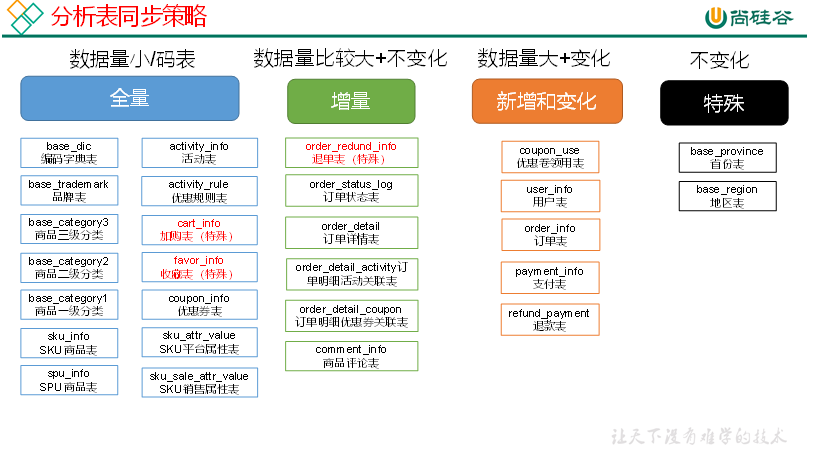 分析表同步策略
尚硅谷
数据量小/码表
数据量比较大+不变化
数据量大+变化
不变化
全量
增量
新增和变化
特殊
base_dic
编码字典表
base_trademark
品牌表
base_category3
商品三级分类
base_category2
商品二级分类
base_category1
商品一级分类
sku_info
SKU商品表
spu_info
SPU商品表
activity_info
活动表
activity_rule
优惠规则表
cart_info
加购表（特殊）
favor_info
收藏表（特殊）
coupon_info
优惠券表
sku_attr_value
SKU平台属性表
sku_sale_attr_value
SKU销售属性表
order_redund_info
退单表（特殊）
order_status_log
订单状态表
order_detail
订单详情表
order_detail_activity订
单明细活动关联表
order_detail_coupon
订单明细优惠券关联表
comment_info
商品评论表
coupon_use
优惠卷领用表
user_info
用户表
order_info
订单表
payment_info
支付表
refund_payment
退款表
base_province
省份表
base_region
地区表
让天下没有难学的技术